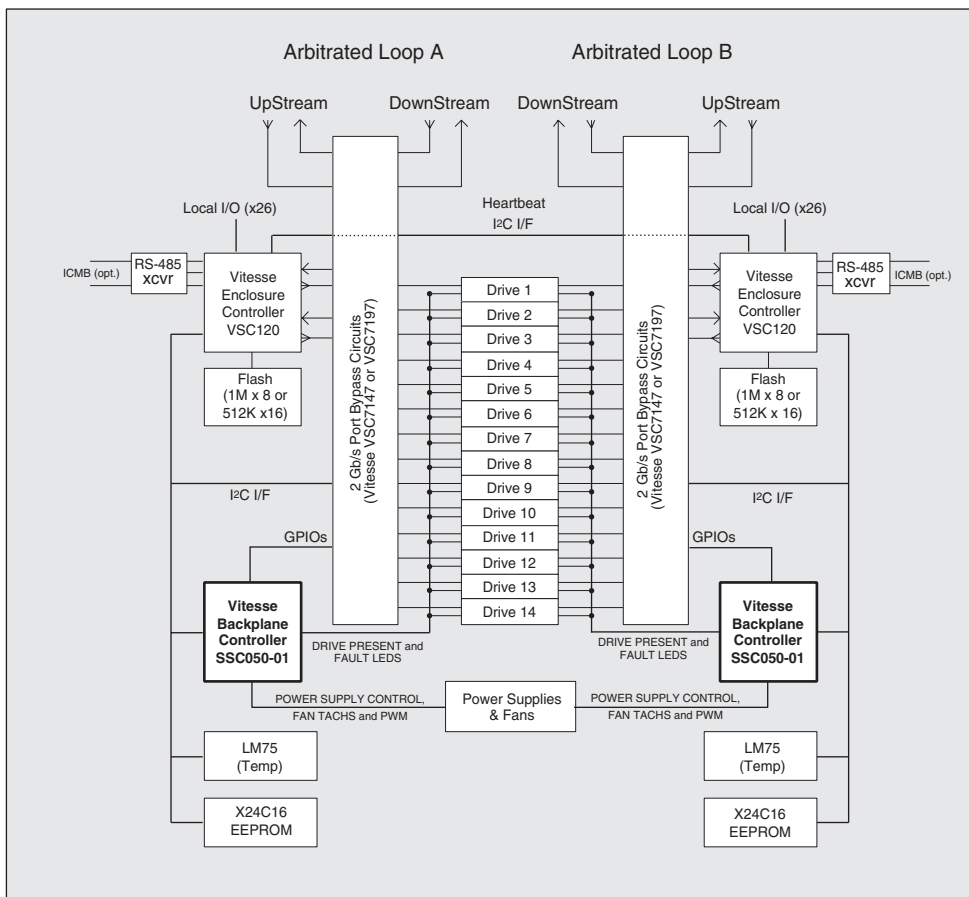 Arbitrated Loop A
Arbitrated Loop B
UpStream
DownStream
DownStream
UpStream
Local I/O (x26)
Heartbeat
I2C I/F
Local I/O (x26)
ICMB (opt.)
RS-485
xcvr
Vitesse
Enclosure
Controller
VSC120
Flash
(1M x 8 or
512K x16)
2 Gb/s Port Bypass Circuits
(Vitesse VSC7147 or VSC7197)
Drive 1
Drive 2
Drive 3
Drive 4
Drive 5
Drive 6
Drive 7
Drive 8
Drive 9
Drive 10
Drive 11
Drive 12
Drive 13
Drive 14
2 Gb/s Port Bypass Circuits
(Vitesse VSC7147 or VSC7197)
Vitesse
Enclosure
Controller
VSC120
RS-485
xcvr
ICMB (opt.)
Flash
(1M x 8 or
512K x16)
I2C I/F
I2C I/F
GPIOs
GPIOs
Vitesse
Backplane
Controller
SSC050-01
DRIVE PRESENT and
FAULT LEDS
DRIVE PRESENT and
FAULT LEDS
Vitesse
Backplane
Controller
SSC050-01
POWER SUPPLY CONTROL,
FAN TACHS and PWM
Power Supplies
& Fans
POWER SUPPLY CONTROL,
FAN TACHS and PWM
LM75
(Temp)
LM75
(Temp)
X24C16
EEPROM
X24C16
EEPROM